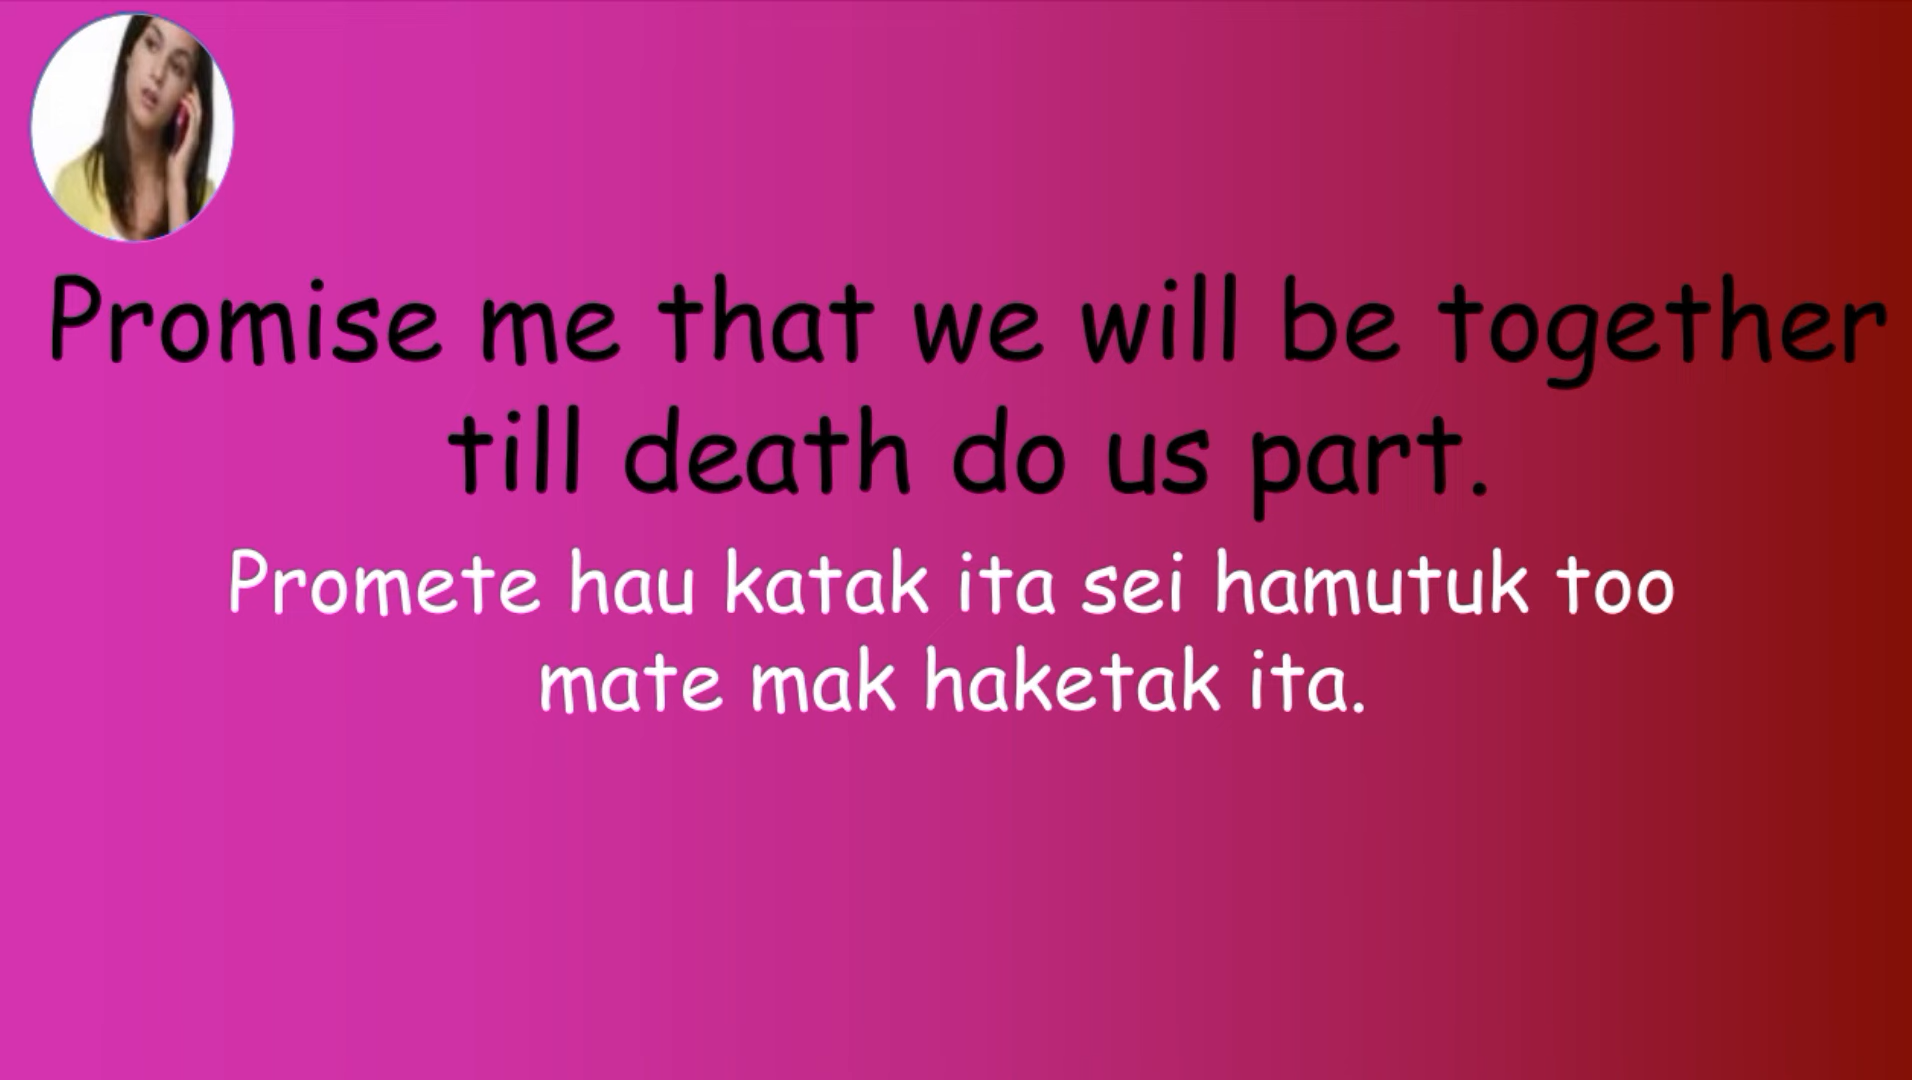 Promise me that we will be together
till death do us part.
Promete hau katak ita sei hamutuk too
mate mak haketak ita.